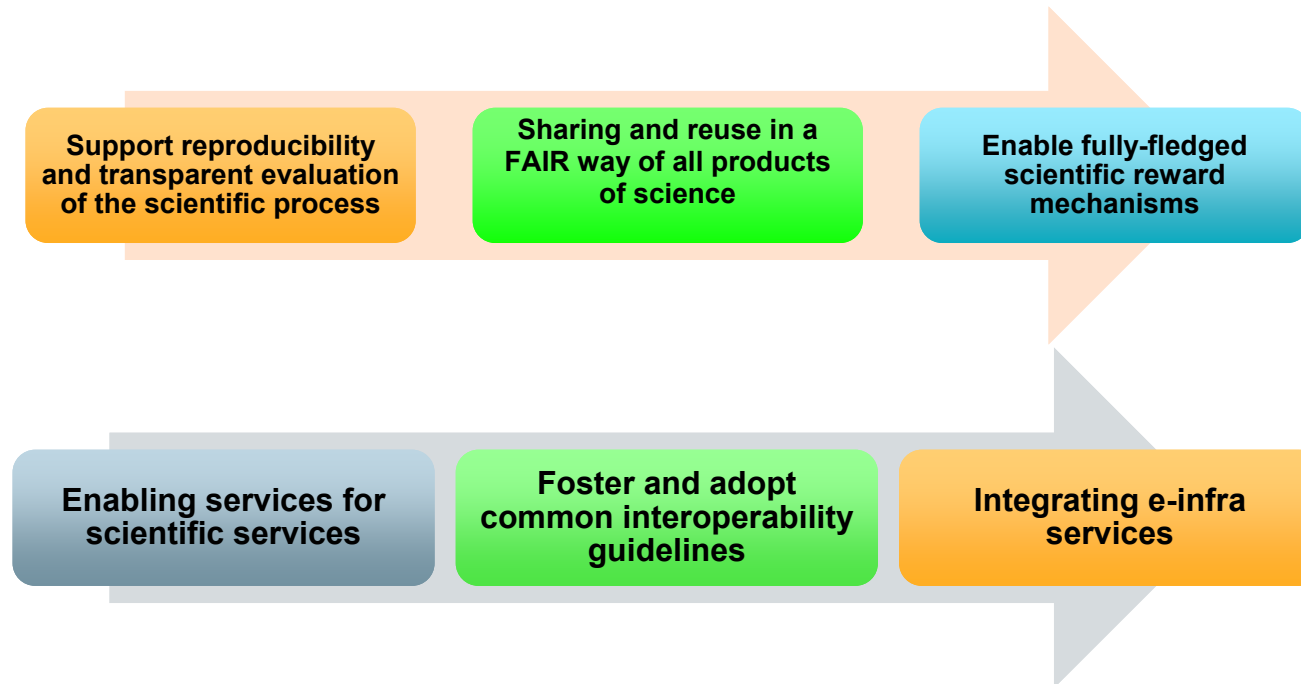 Support reproducibility
and transparent evaluation
of the scientific process
Sharing and reuse in a
FAIR way of all products
of science
Enable fully-fledged
scientific reward
mechanisms
Enabling services for
scientific services
Foster and adopt
common interoperability
guidelines
Integrating e-infra
services